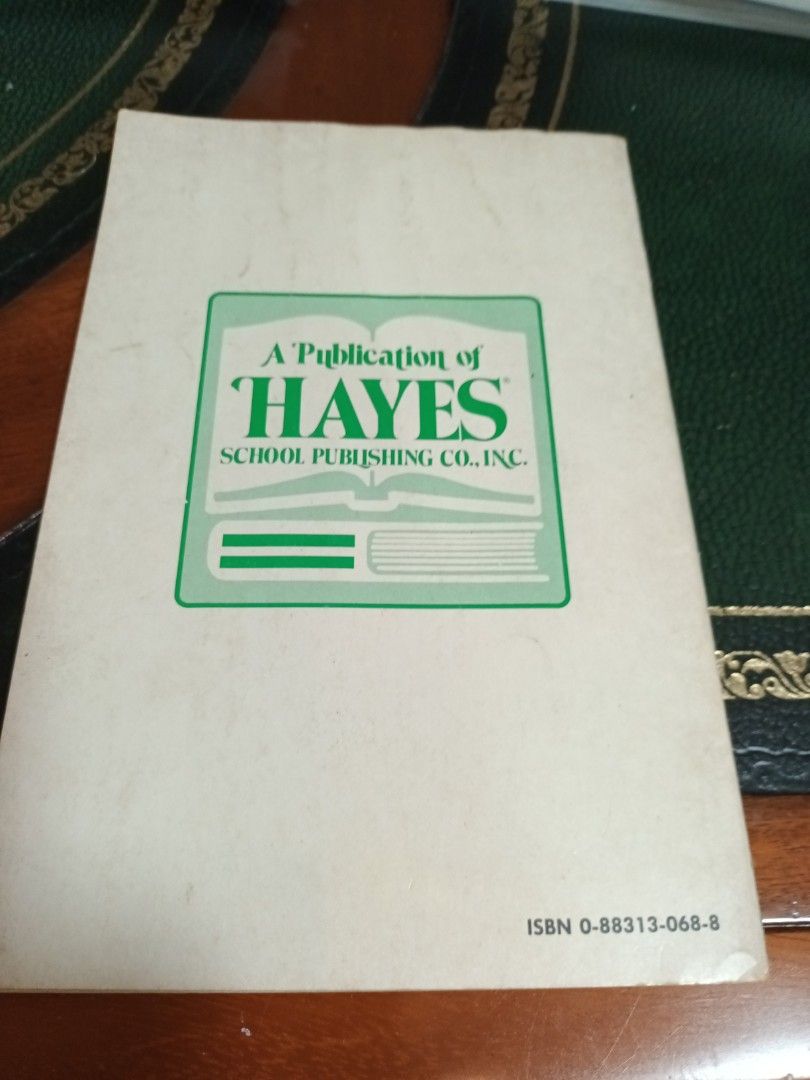 A Publication of
HAYES®
SCHOOL PUBLISHING CO., INC.
ISBN 0-88313-068-8